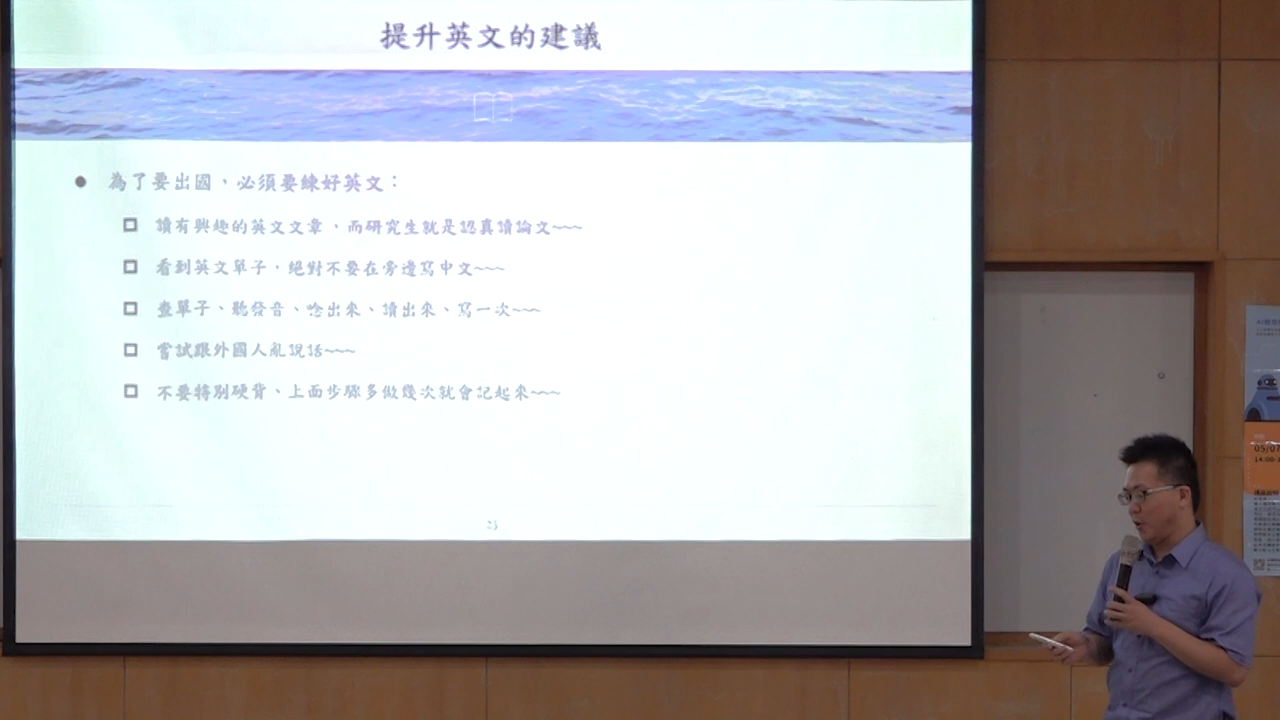 提升英文的建議
為了要出國，必須要練好英文：
讀有興趣的英文文章，而研究生就是認真讀論文~~~
看到英文單子，絕對不要在旁邊寫中文~~~
查單子、聽發音、唸出來、讀出來、寫一次~~~
嘗試跟外國人亂說話~~~
不要特別硬背、上面步驟多做幾次就會記起來~~~
05/07